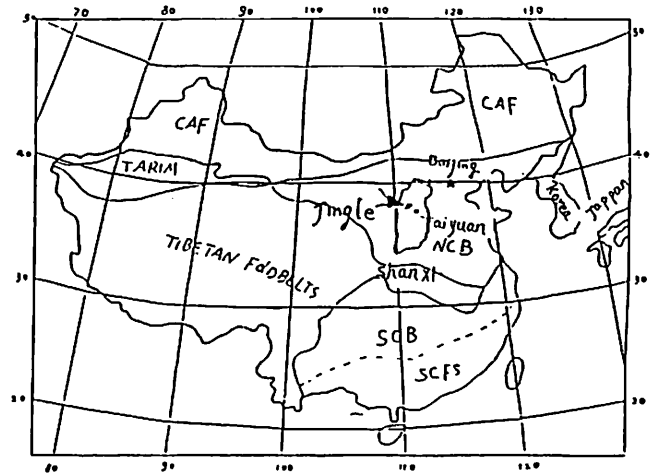 70 80 90 100 110 120 130
50 50
CAF
CAF
40 TARIM Beijing 40
Jingle Korea Jappan
aiyuan
NCB
TIBETAN FOLDBELTS
Shanxi
30 30
SCB
SCFS
20 20
80 90 100 110 120